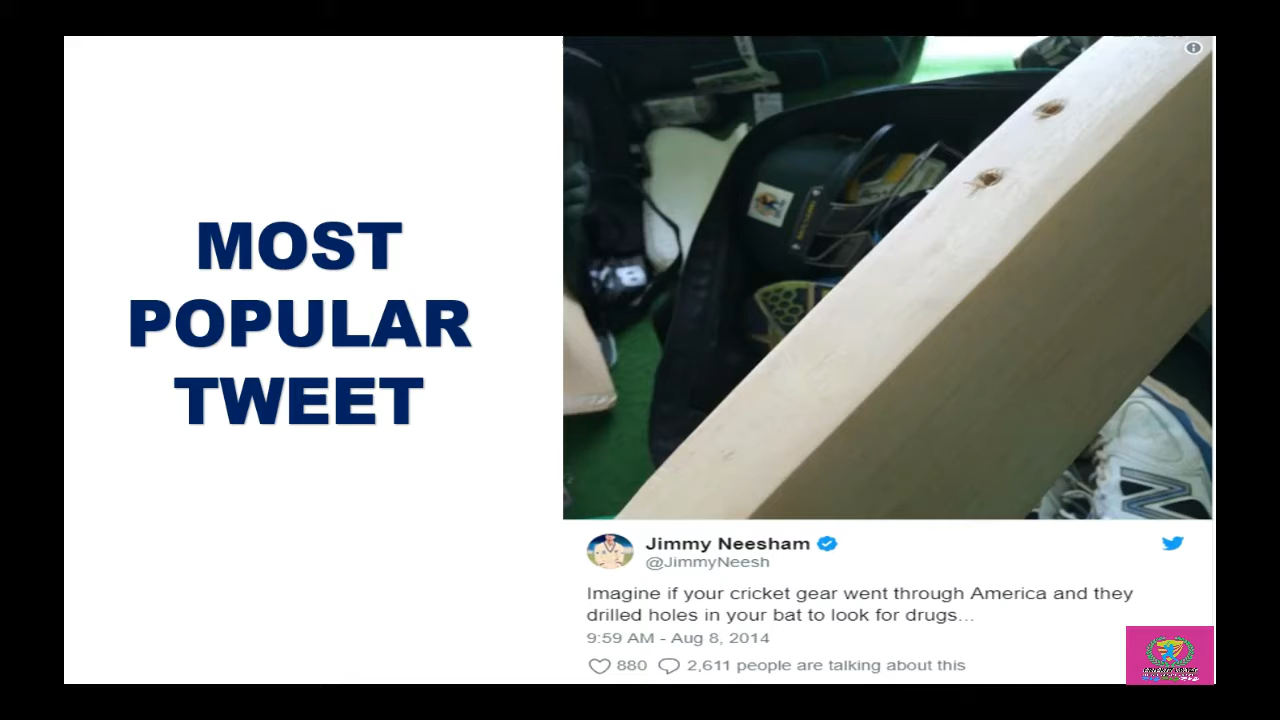 MOST
POPULAR
TWEET
Jimmy Neesham
@JimmyNeesh
Imagine if your cricket gear went through America and they
drilled holes in your bat to look for drugs...
9:59 AM - Aug 8, 2014
880 2,611 people are talking about this